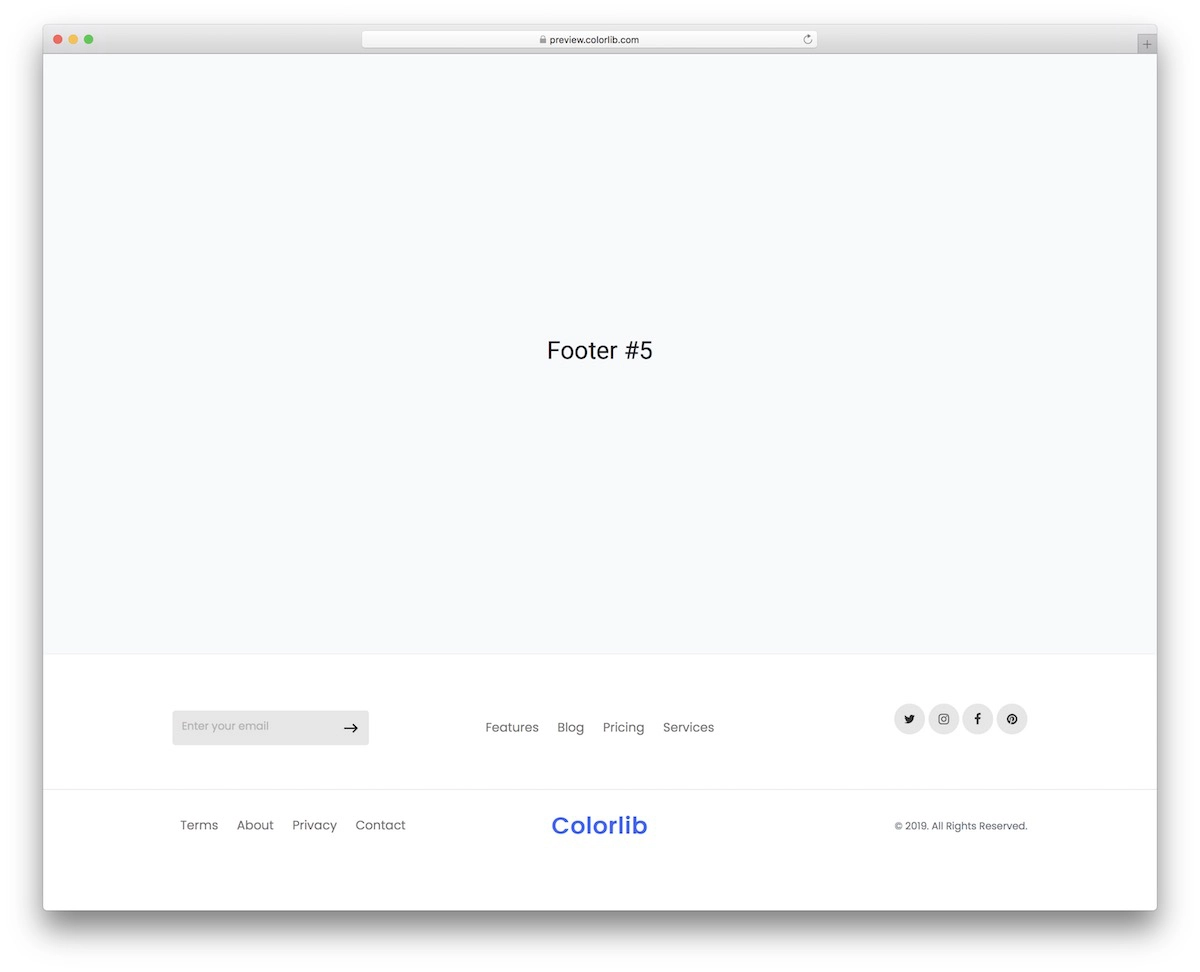 preview.colorlib.com
Footer #5
Enter your email
Features Blog Pricing Services
Terms About Privacy Contact
Colorlib
© 2019. All Rights Reserved.